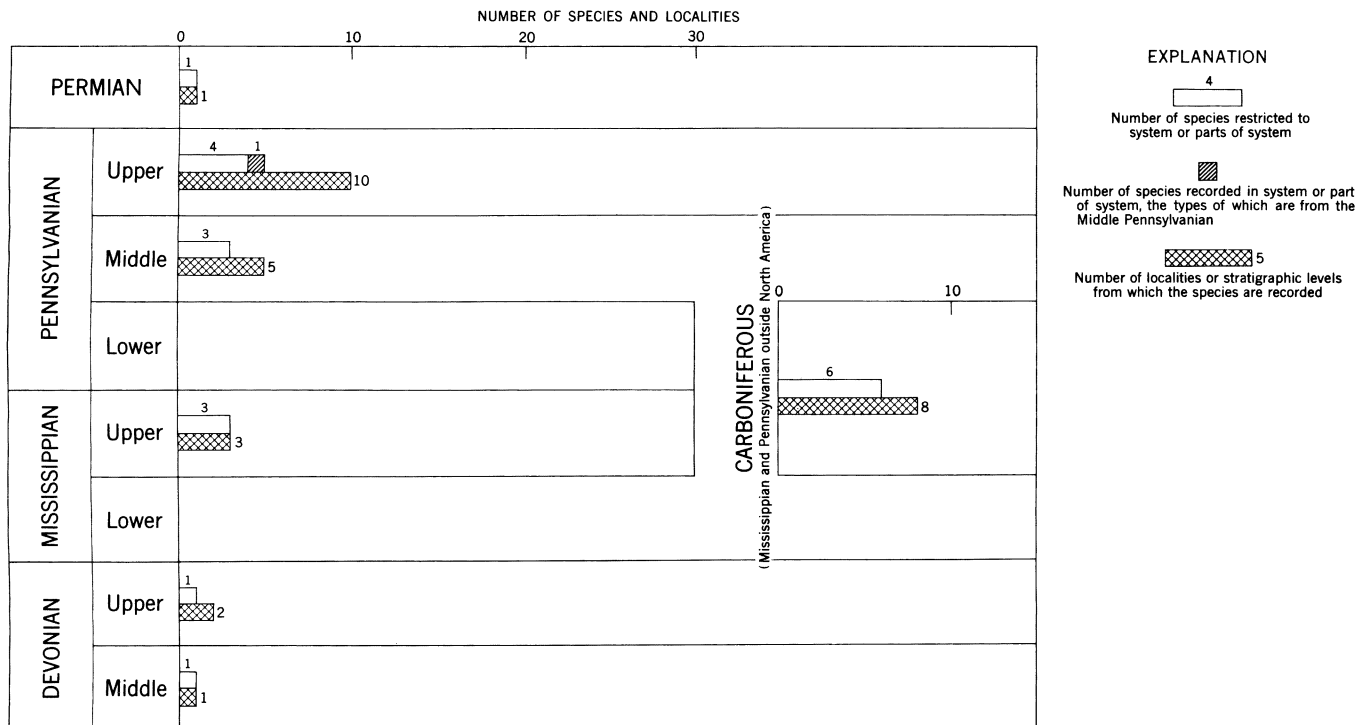 NUMBER OF SPECIES AND LOCALITIES
0 10 20 30
PERMIAN
1
1
PENNSYLVANIAN
Upper
4 1
10
Middle
3
5
Lower
MISSISSIPPIAN
Upper
3
3
Lower
DEVONIAN
Upper
1
2
Middle
1
1
CARBONIFEROUS
(Mississippian and Pennsylvanian outside North America)
0 10
6
8
EXPLANATION
4
Number of species restricted to
system or parts of system
Number of species recorded in system or part
of system, the types of which are from the
Middle Pennsylvanian
5
Number of localities or stratigraphic levels
from which the species are recorded